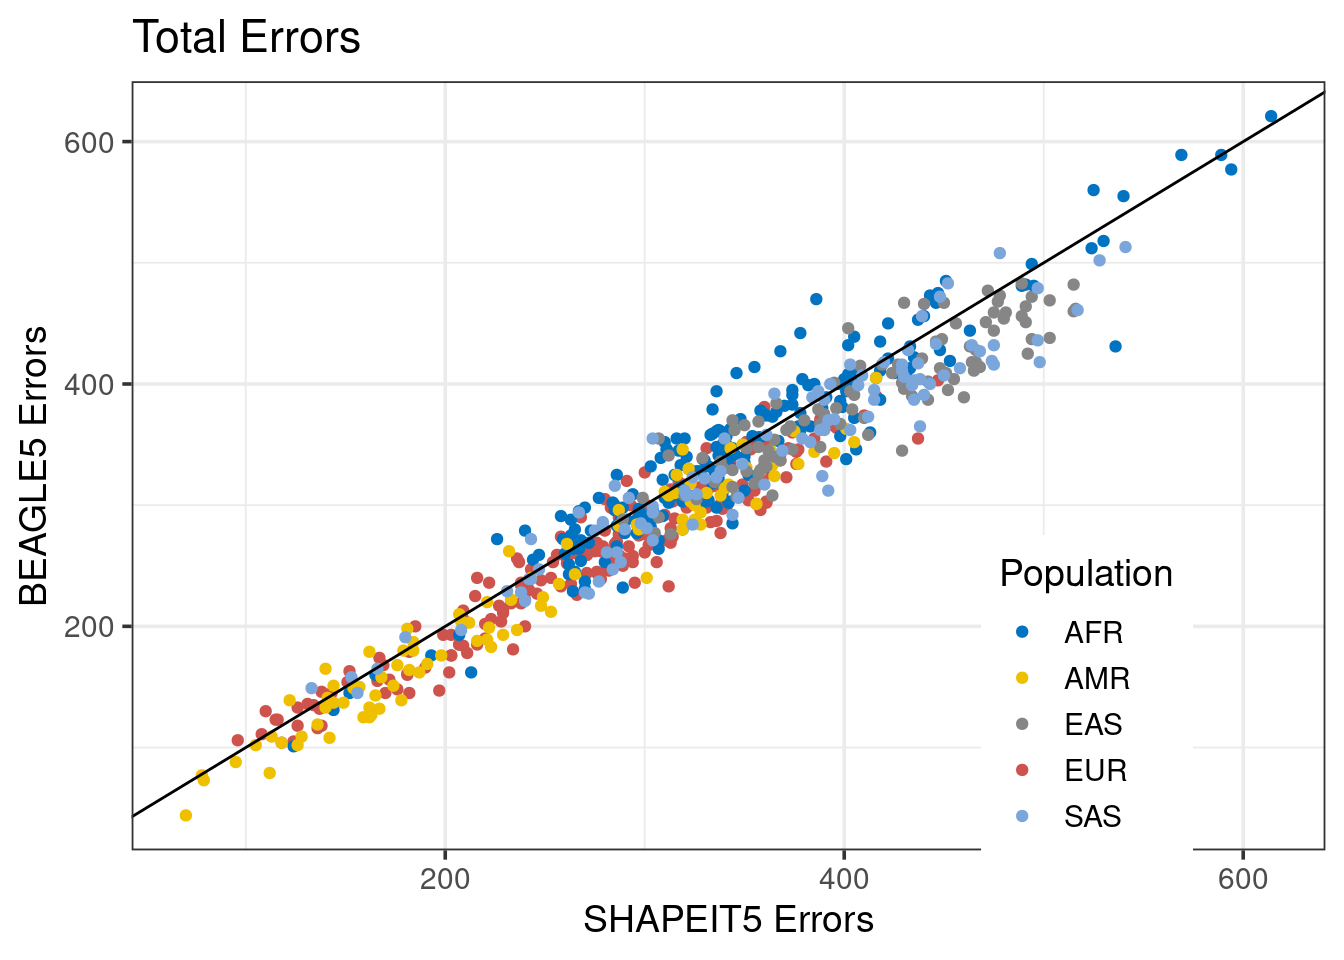 Total Errors
600
400
200
BEAGLE5 Errors
Population
AFR
AMR
EAS
EUR
SAS
200
400
600
SHAPEIT5 Errors